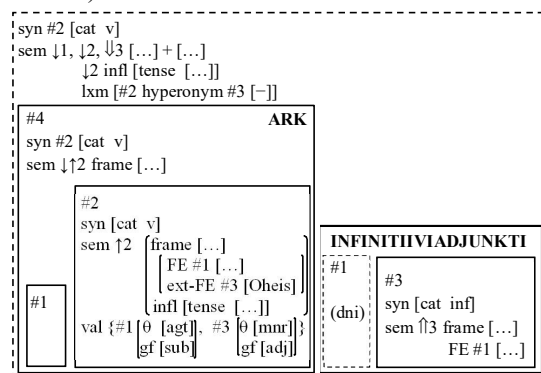 syn #2 [cat v]
sem ↓1, ↓2, ⇓3 […] + […]
↓2 infl [tense […]]
lxm [#2 hyperonym #3 [−]]
#4 ARK
syn #2 [cat v]
sem ↓↑2 frame […]
#1
#2
syn [cat v]
sem ↑2 [frame […]
[FE #1 […]
ext-FE #3 [Oheis]]
infl [tense […]]]
val {#1 [θ [agt]], #3 [θ [mnr]]}
[gf [sub]] [gf [adj]]
INFINITIIVIADJUNKTI
#1
(dni)
#3
syn [cat inf]
sem ⇑3 frame […]
FE #1 […]